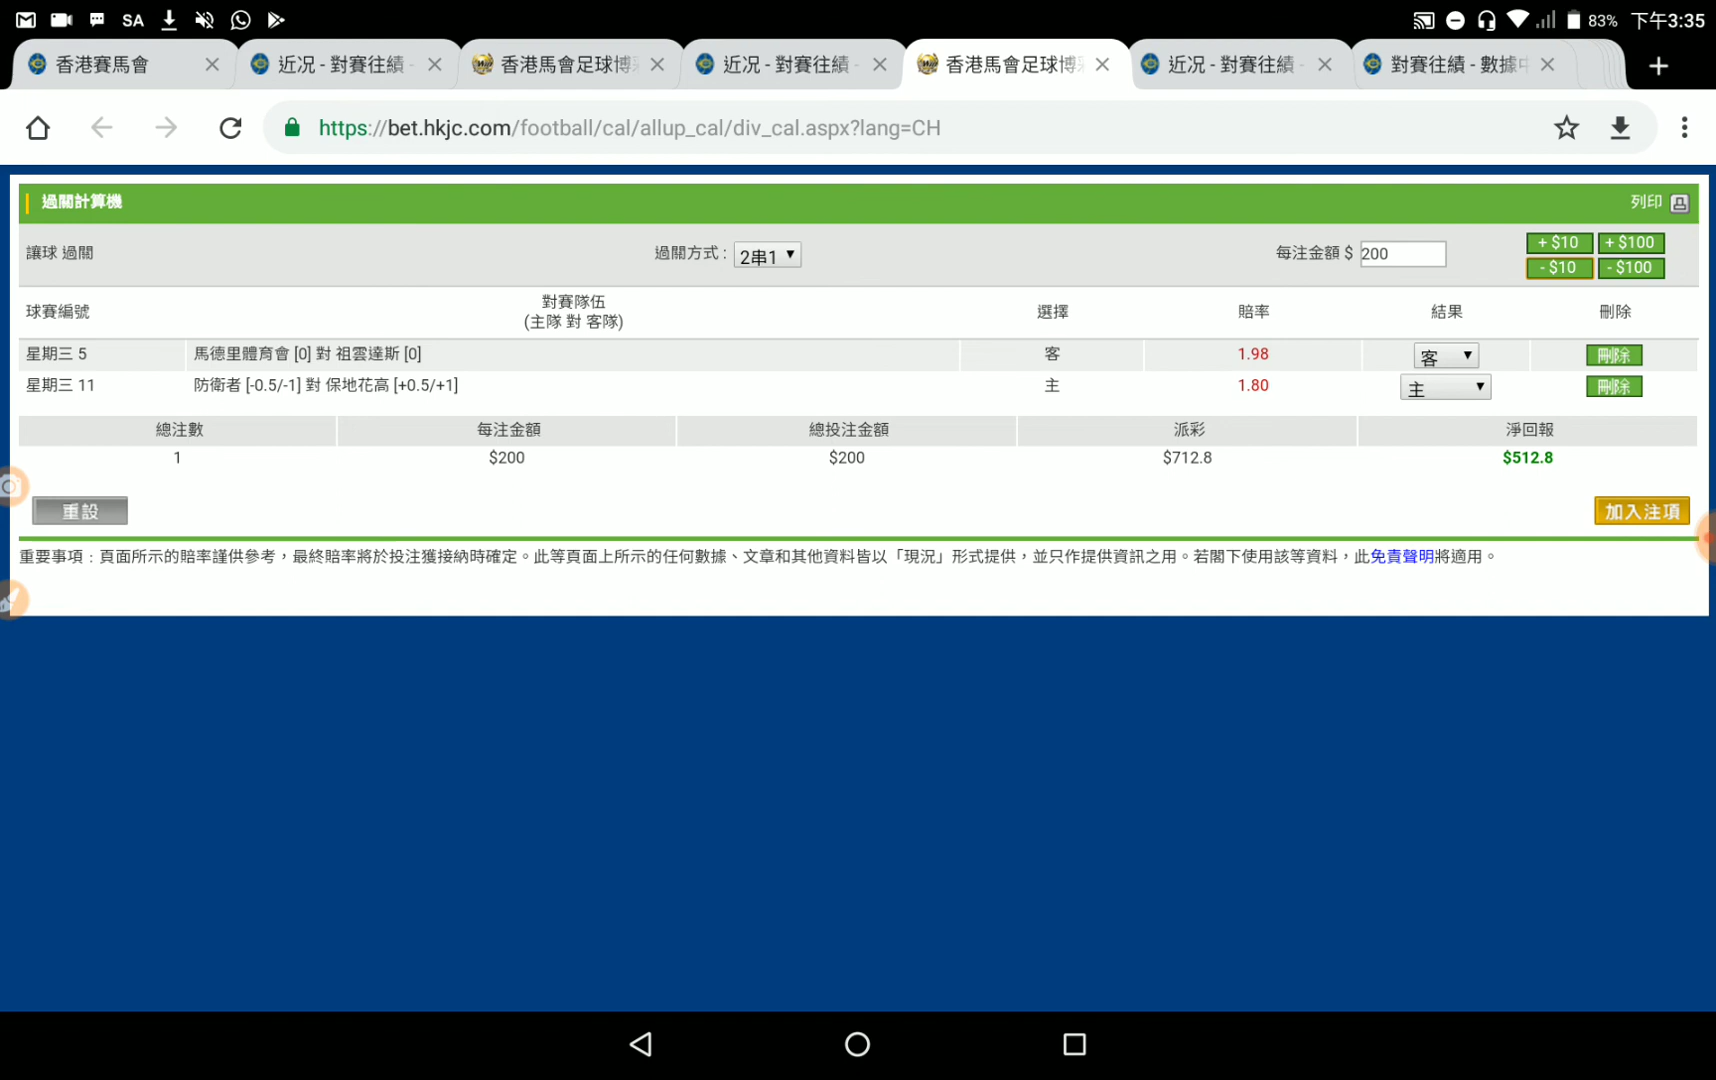 SA
83%
下午3:35
香港賽馬會
近況 - 對賽往績 -
香港馬會足球博彩
近況 - 對賽往績 -
香港馬會足球博彩
近況 - 對賽往績 -
對賽往績 - 數據中
https://bet.hkjc.com/football/cal/allup_cal/div_cal.aspx?lang=CH
過關計算機
列印
讓球 過關
過關方式 :
2串1
每注金額 $
200
+ $10
+ $100
- $10
- $100
球賽編號
對賽隊伍
(主隊 對 客隊)
選擇
賠率
結果
刪除
星期三 5
馬德里體育會 [0] 對 祖雲達斯 [0]
客
1.98
客
刪除
星期三 11
防衛者 [-0.5/-1] 對 保地花高 [+0.5/+1]
主
1.80
主
刪除
總注數
每注金額
總投注金額
派彩
淨回報
1
$200
$200
$712.8
$512.8
重設
加入注項
重要事項﹕頁面所示的賠率謹供參考，最終賠率將於投注獲接納時確定。此等頁面上所示的任何數據、文章和其他資料皆以「現況」形式提供，並只作提供資訊之用。若閣下使用該等資料，此免責聲明將適用。